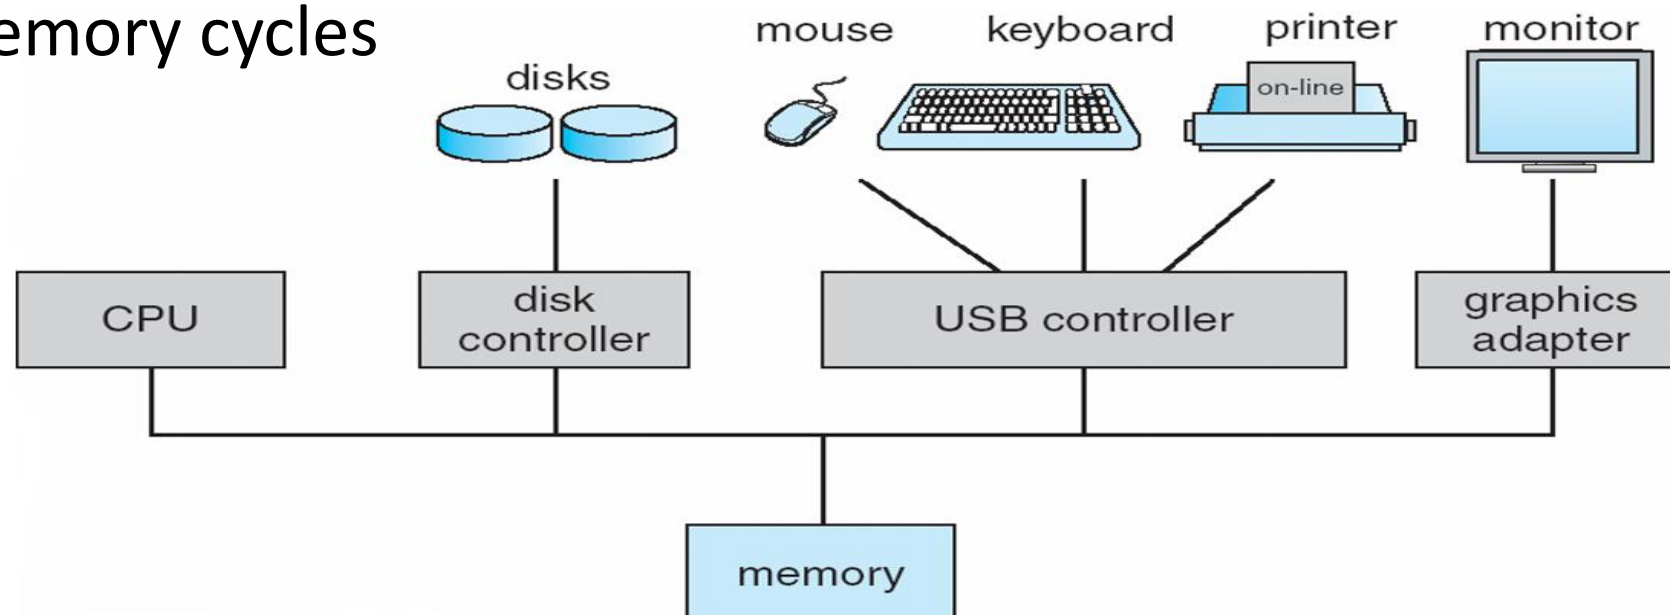 emory cycles
mouse
keyboard
printer
monitor
disks
on-line
CPU
disk
controller
USB controller
graphics
adapter
memory